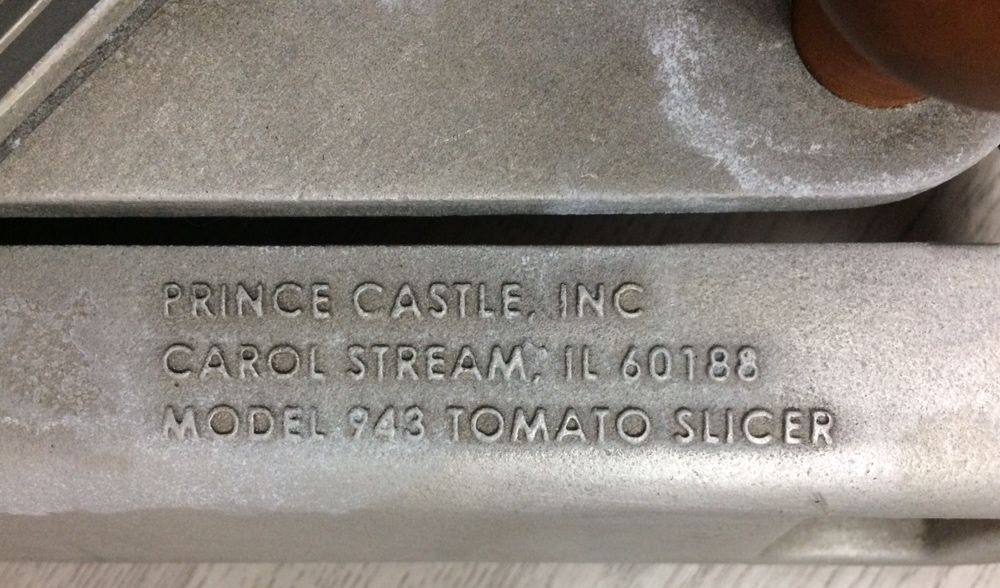 PRINCE CASTLE, INC
CAROL STREAM, IL 60188
MODEL 943 TOMATO SLICER